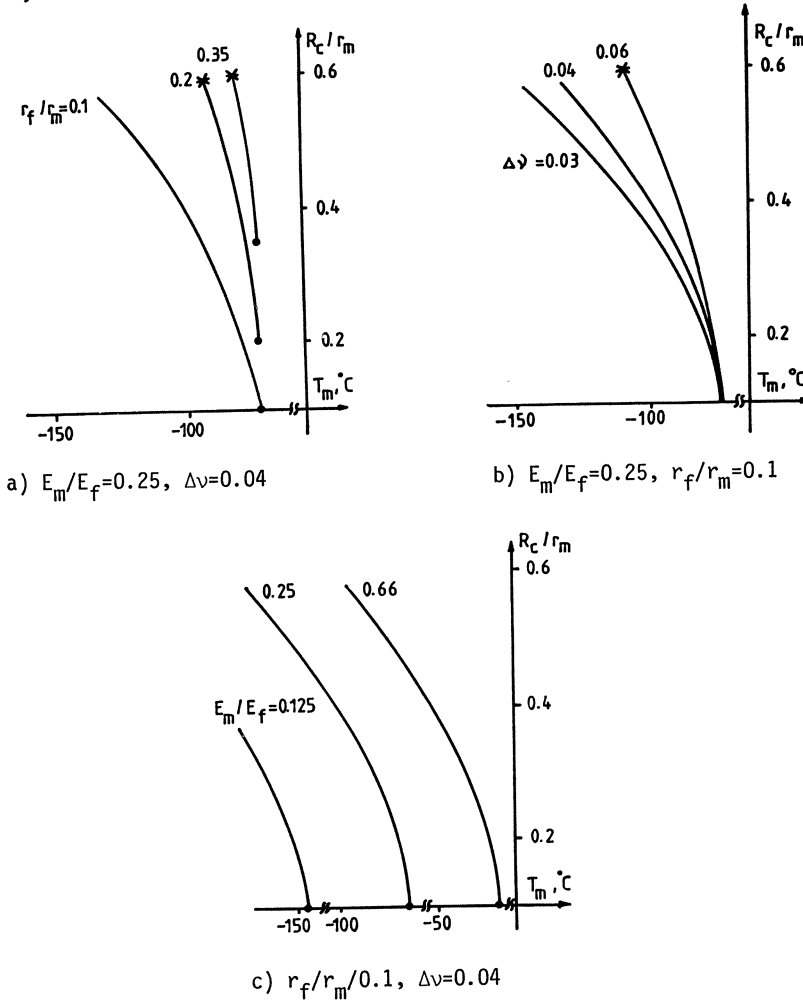 R_c/r_m
0.35
0.6
0.2
r_f/r_m=0.1
0.4
0.2
T_m,°C
-150
-100
a) E_m/E_f=0.25, Δν=0.04
R_c/r_m
0.06
0.6
0.04
Δν=0.03
0.4
0.2
T_m,°C
-150
-100
b) E_m/E_f=0.25, r_f/r_m=0.1
R_c/r_m
0.6
0.25
0.66
E_m/E_f=0.125
0.4
0.2
T_m,°C
-150
-100
-50
c) r_f/r_m/0.1, Δν=0.04